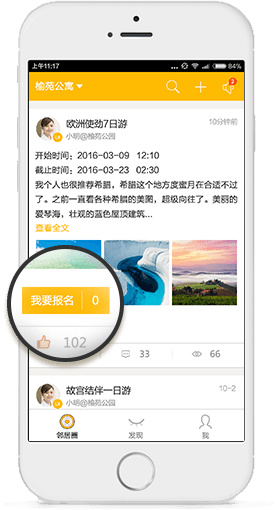 上午11:17
84%
榆苑公寓
2
欧洲使劲7日游
10分钟前
小明@榆苑公园
开始时间：2016-03-09 12:10
截止时间：2016-03-23 02:30
我个人也很推荐希腊，希腊这个地方度蜜月在合适不过
了。之前一直看各种希腊的美图，超级向往了。美丽的
爱琴海，壮观的蓝色屋顶建筑...
查看全文
我要报名 0
102
33
66
故宫结伴一日游
10-2
小明@榆苑公园
邻居圈
发现
我